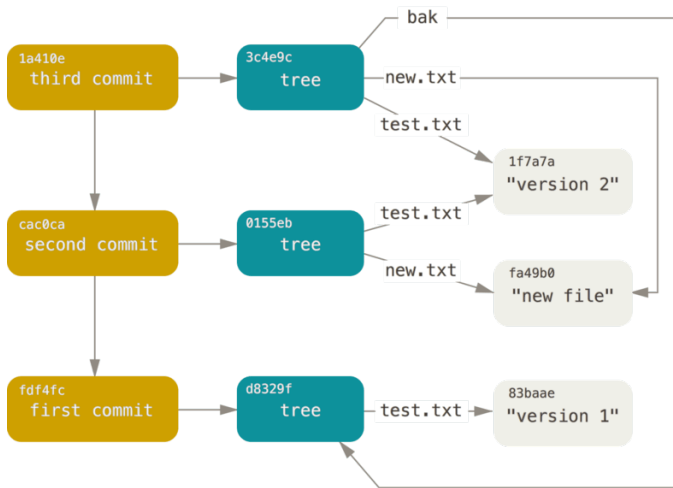 bak
1a410e
third commit
3c4e9c
tree
new.txt
test.txt
1f7a7a
"version 2"
cac0ca
second commit
0155eb
tree
test.txt
new.txt
fa49b0
"new file"
fdf4fc
first commit
d8329f
tree
test.txt
83baae
"version 1"